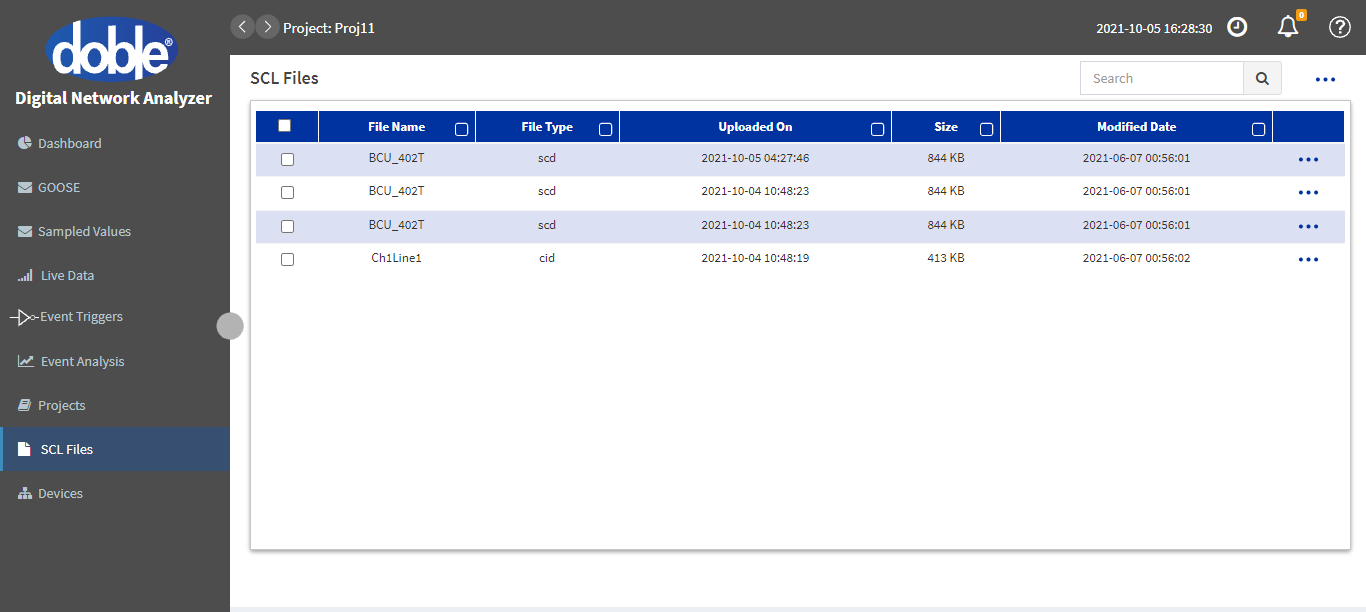 doble®
Digital Network Analyzer
Dashboard
GOOSE
Sampled Values
Live Data
Event Triggers
Event Analysis
Projects
SCL Files
Devices
Project: Proj11
2021-10-05 16:28:30
0
?
SCL Files
Search
File Name File Type Uploaded On Size Modified Date
BCU_402T scd 2021-10-05 04:27:46 844 KB 2021-06-07 00:56:01
BCU_402T scd 2021-10-04 10:48:23 844 KB 2021-06-07 00:56:01
BCU_402T scd 2021-10-04 10:48:23 844 KB 2021-06-07 00:56:01
Ch1Line1 cid 2021-10-04 10:48:19 413 KB 2021-06-07 00:56:02